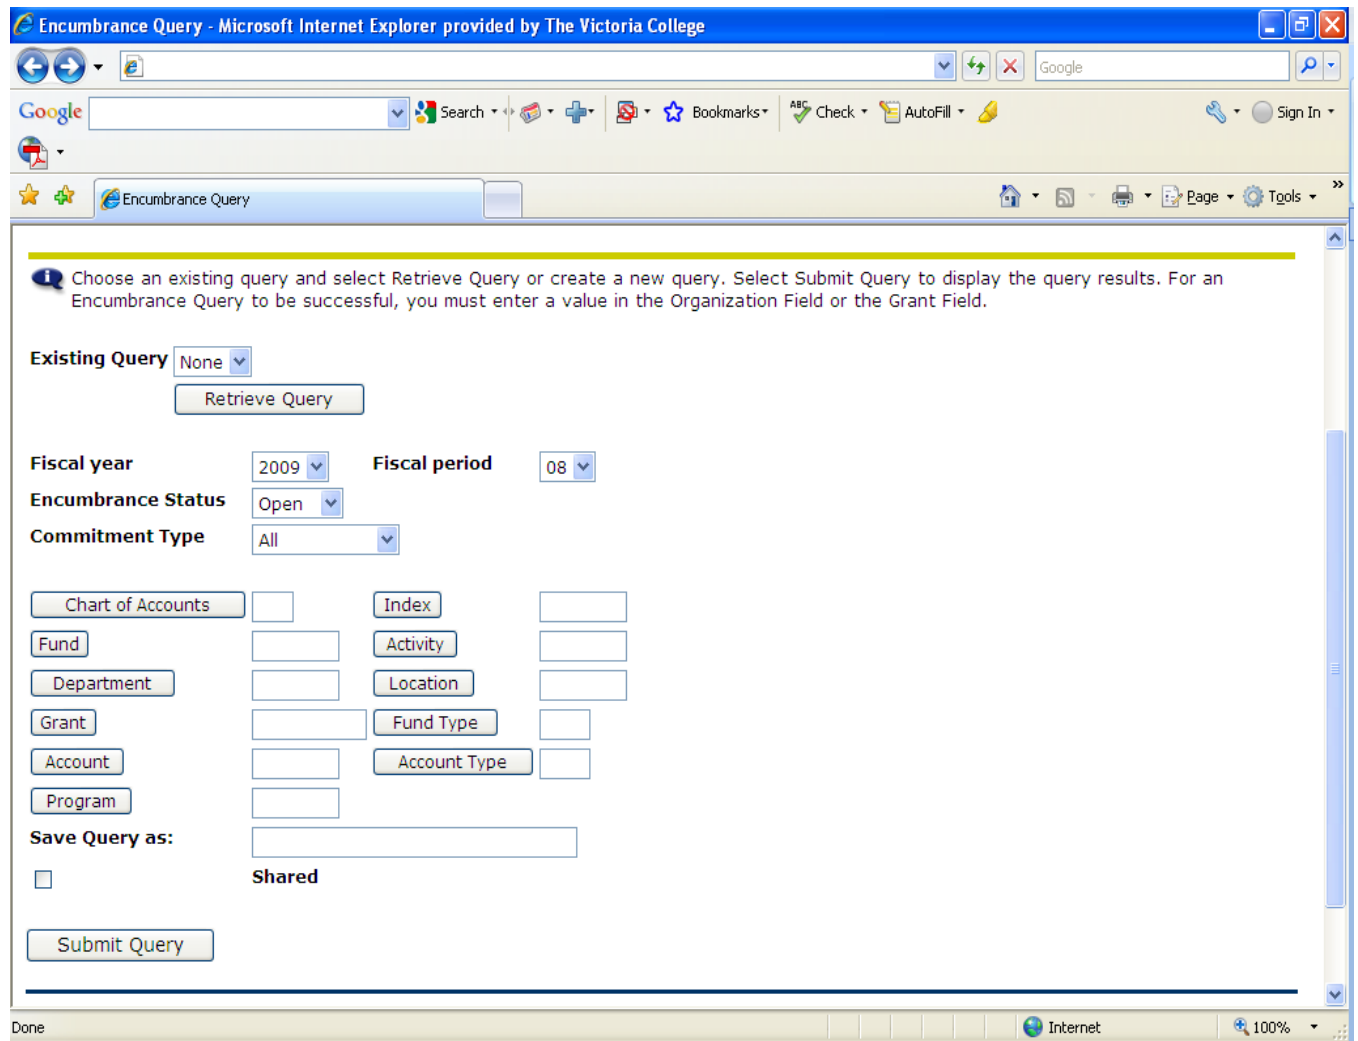 Encumbrance Query - Microsoft Internet Explorer provided by The Victoria College
Google
Google Search Bookmarks ABC Check AutoFill Sign In
Encumbrance Query Page Tools »
Choose an existing query and select Retrieve Query or create a new query. Select Submit Query to display the query results. For an
Encumbrance Query to be successful, you must enter a value in the Organization Field or the Grant Field.
Existing Query None
Retrieve Query
Fiscal year 2009 Fiscal period 08
Encumbrance Status Open
Commitment Type All
Chart of Accounts Index
Fund Activity
Department Location
Grant Fund Type
Account Account Type
Program
Save Query as:
Shared
Submit Query
Done Internet 100%